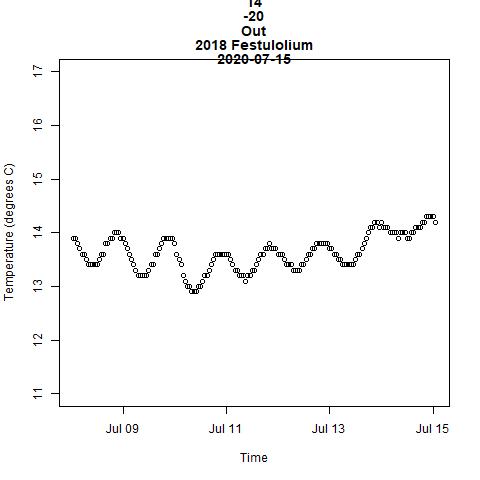 14
-20
Out
2018 Festulolium
2020-07-15
Temperature (degrees C)
17
16
15
14
13
12
11
Jul 09
Jul 11
Jul 13
Jul 15
Time